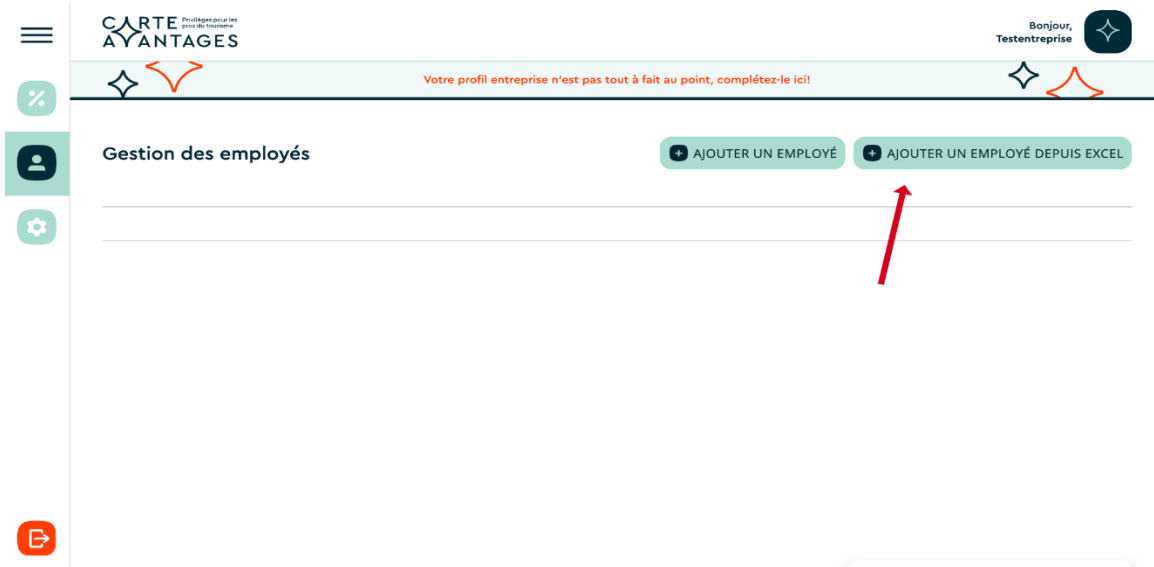 CARTE Privilèges pour les pros du tourisme
AVANTAGES
Bonjour,
Testentreprise
Votre profil entreprise n'est pas tout à fait au point, complétez-le ici!
Gestion des employés
AJOUTER UN EMPLOYÉ
AJOUTER UN EMPLOYÉ DEPUIS EXCEL